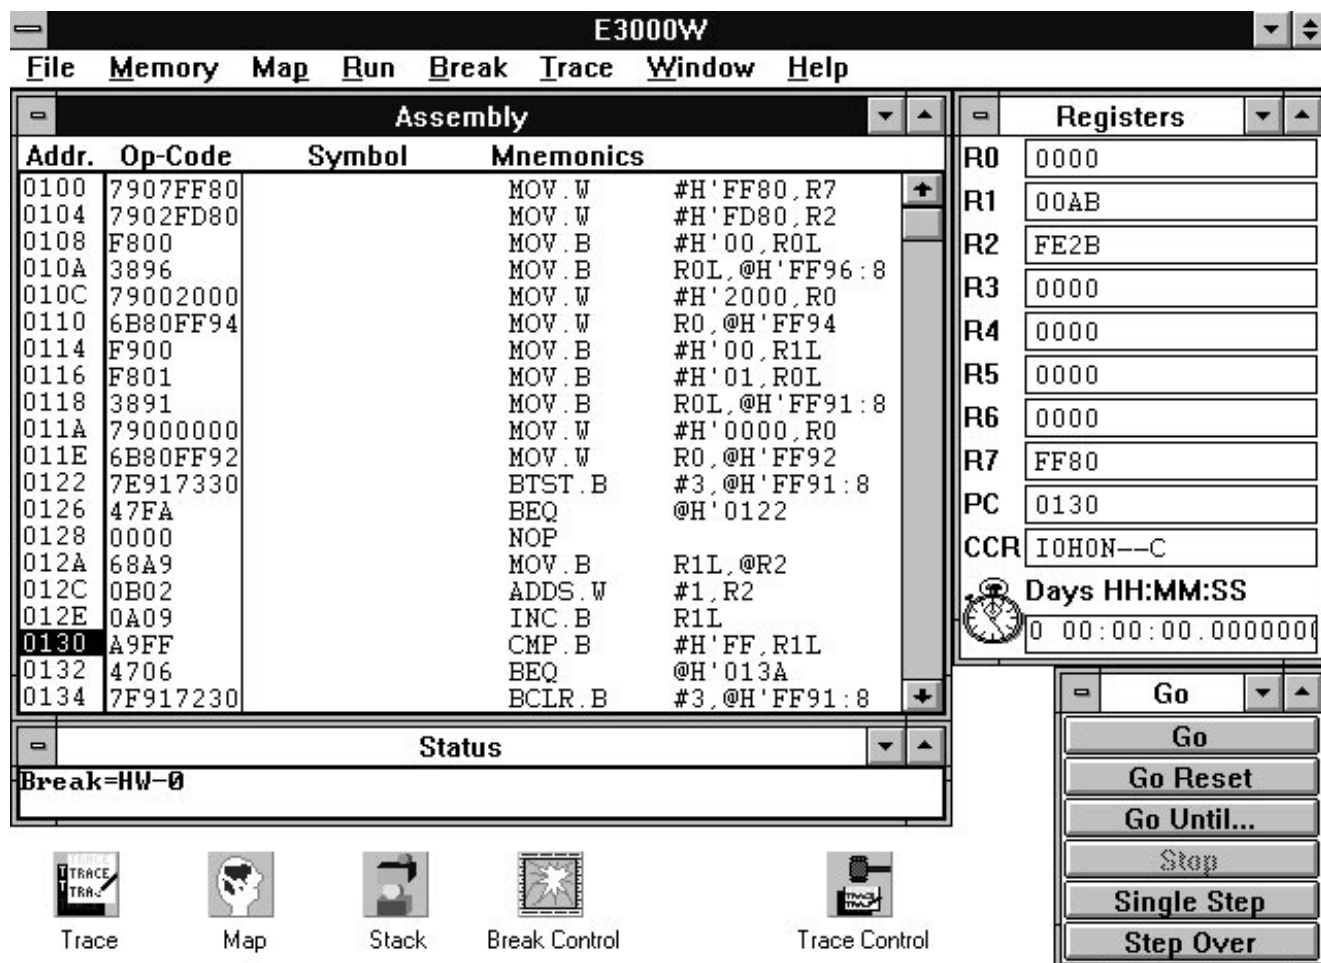 E3000W
File Memory Map Run Break Trace Window Help
Assembly
Addr. Op-Code Symbol Mnemonics
0100 7907FF80 MOV.W #H'FF80,R7
0104 7902FD80 MOV.W #H'FD80,R2
0108 F800 MOV.B #H'00,R0L
010A 3896 MOV.B R0L,@H'FF96:8
010C 79002000 MOV.W #H'2000,R0
0110 6B80FF94 MOV.W R0,@H'FF94
0114 F900 MOV.B #H'00,R1L
0116 F801 MOV.B #H'01,R0L
0118 3891 MOV.B R0L,@H'FF91:8
011A 79000000 MOV.W #H'0000,R0
011E 6B80FF92 MOV.W R0,@H'FF92
0122 7E917330 BTST.B #3,@H'FF91:8
0126 47FA BEQ @H'0122
0128 0000 NOP
012A 68A9 MOV.B R1L,@R2
012C 0B02 ADDS.W #1,R2
012E 0A09 INC.B R1L
0130 A9FF CMP.B #H'FF,R1L
0132 4706 BEQ @H'013A
0134 7F917230 BCLR.B #3,@H'FF91:8
Registers
R0 0000
R1 00AB
R2 FE2B
R3 0000
R4 0000
R5 0000
R6 0000
R7 FF80
PC 0130
CCR I0H0N--C
Days HH:MM:SS
0 00:00:00.0000000
Status
Break=HW-0
Go
Go
Go Reset
Go Until...
Stop
Single Step
Step Over
TRACE
TRACE
TRA
Trace
Map
Stack
Break Control
Trace Control